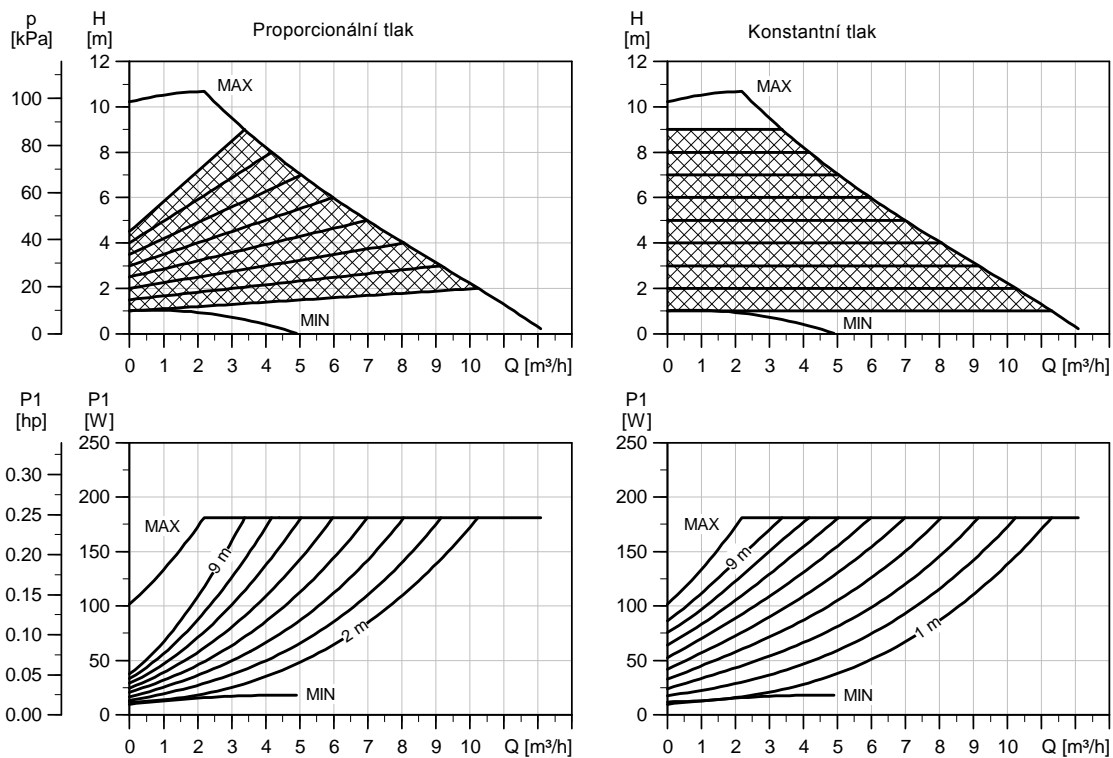 p H Proporcionální tlak H Konstantní tlak
[kPa] [m] [m]
12 12
MAX MAX
100 10 10
80 8 8
60 6 6
40 4 4
20 2 2
MIN MIN
0 0 0
0 1 2 3 4 5 6 7 8 9 10 Q [m³/h] 0 1 2 3 4 5 6 7 8 9 10 Q [m³/h]
P1 P1 P1
[hp] [W] [W]
250 250
0.30
200 200
0.25 MAX MAX
0.20 150 9 m 150 9 m
0.15
100 100
0.10 2 m 1 m
0.05 50 50
MIN MIN
0.00 0 0
0 1 2 3 4 5 6 7 8 9 10 Q [m³/h] 0 1 2 3 4 5 6 7 8 9 10 Q [m³/h]